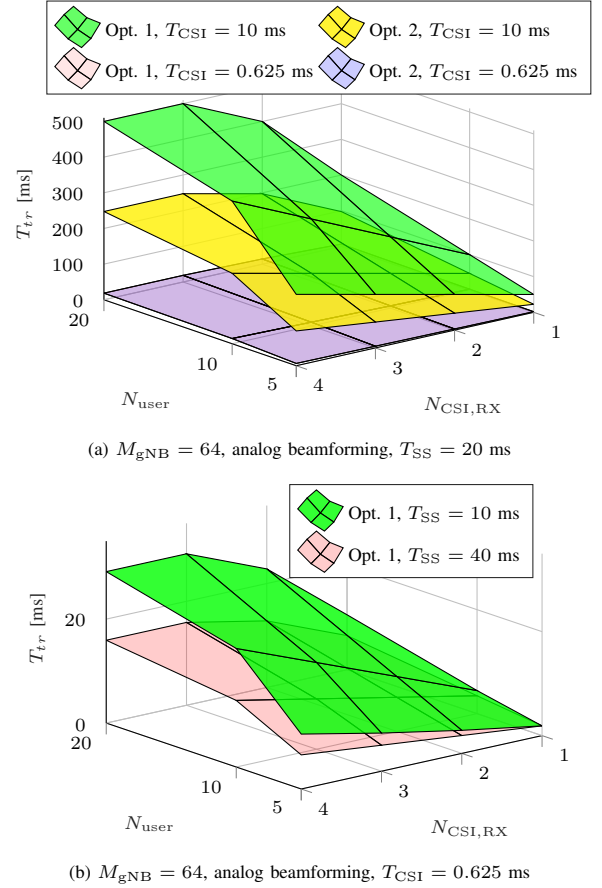 Opt. 1, T_CSI = 10 ms
Opt. 2, T_CSI = 10 ms
Opt. 1, T_CSI = 0.625 ms
Opt. 2, T_CSI = 0.625 ms
500
400
300
200
100
0
T_tr [ms]
20
10
5
N_user
4
3
2
1
N_CSI,RX
(a) M_gNB = 64, analog beamforming, T_SS = 20 ms
Opt. 1, T_SS = 10 ms
Opt. 1, T_SS = 40 ms
20
0
T_tr [ms]
20
10
5
N_user
4
3
2
1
N_CSI,RX
(b) M_gNB = 64, analog beamforming, T_CSI = 0.625 ms